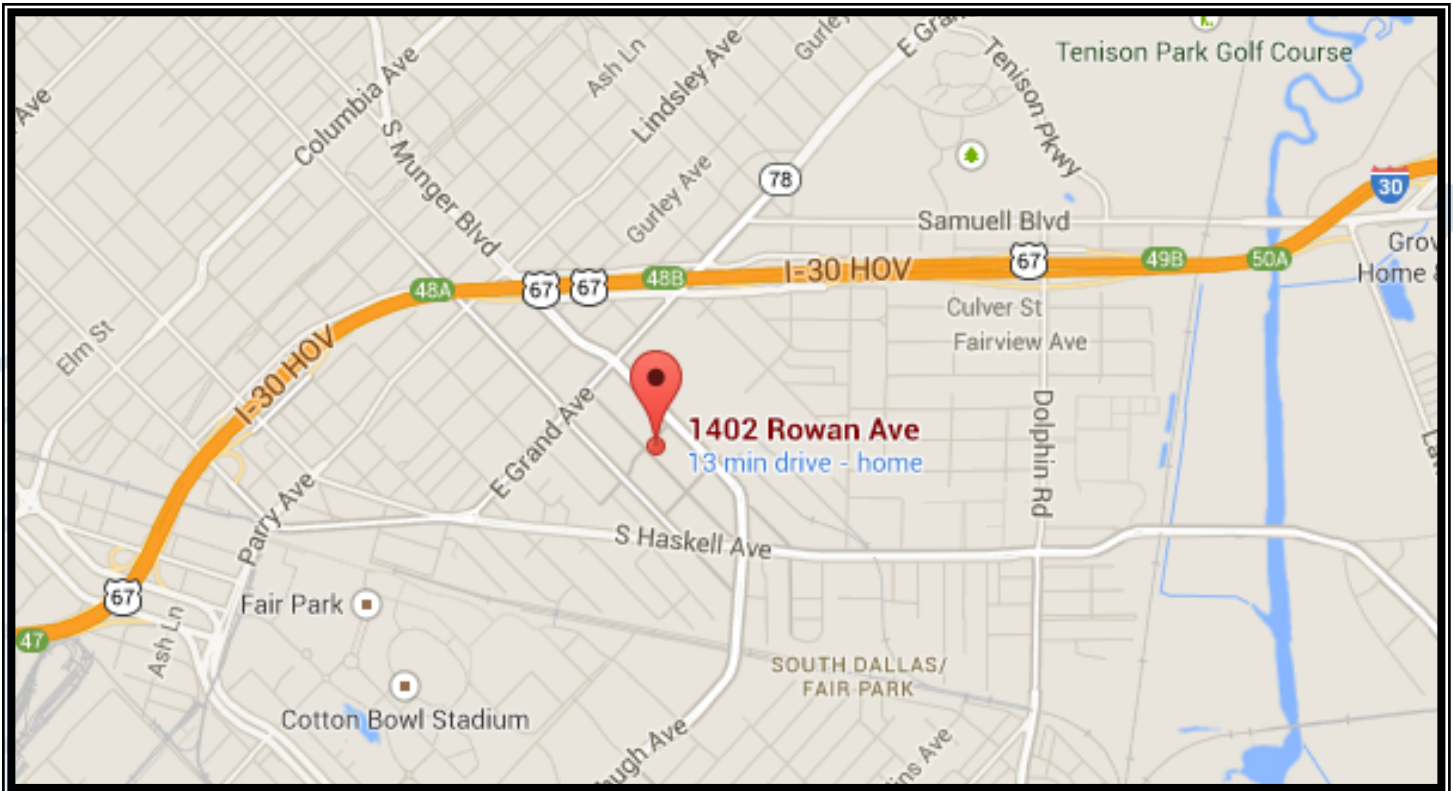 Tenison Park Golf Course
E Gra
Gurley
Tenison Pkwy
Ash Ln
Lindsley Ave
Columbia Ave
Ave
S Munger Blvd
Gurley Ave
78
30
Samuell Blvd
Grov
Home &
I-30 HOV
67
67
67
48A
48B
49B
50A
Culver St
Fairview Ave
Elm St
I-30 HOV
1402 Rowan Ave
13 min drive - home
E Grand Ave
Dolphin Rd
Parry Ave
S Haskell Ave
67
Fair Park
47
Ash Ln
SOUTH DALLAS/
FAIR PARK
Cotton Bowl Stadium
ugh Ave
ins Ave